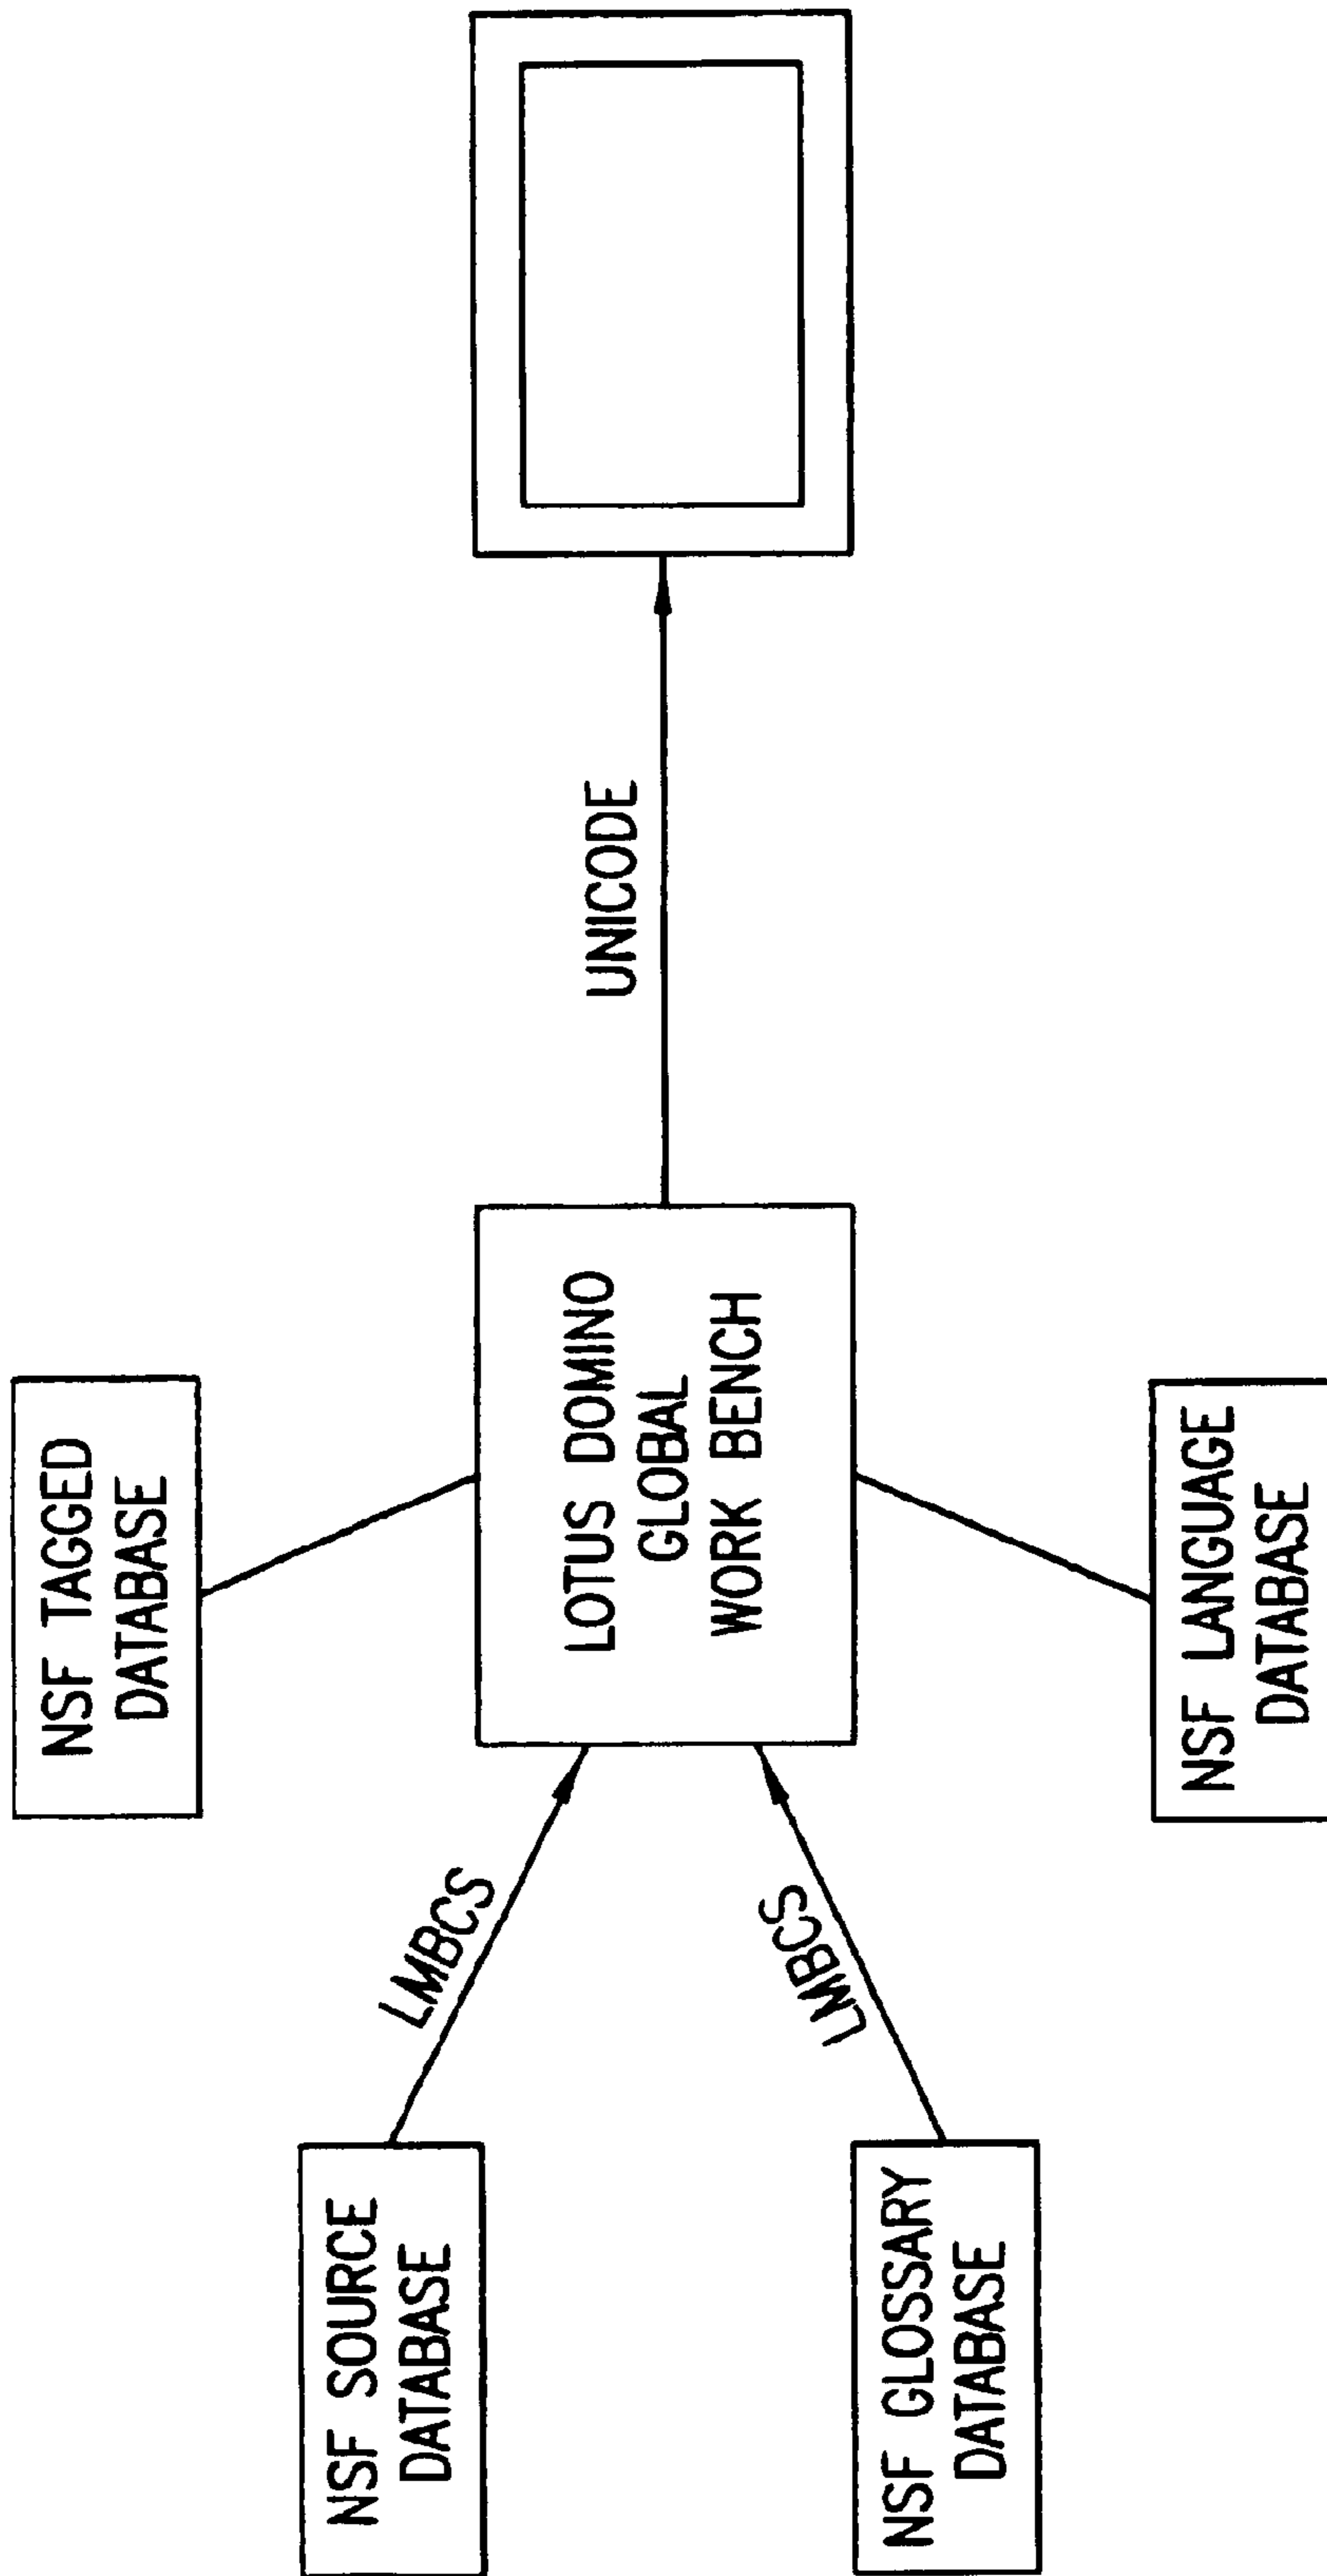 NSF TAGGED
DATABASE
NSF SOURCE
DATABASE
LMBCS
LOTUS DOMINO
GLOBAL
WORK BENCH
UNICODE
LMBCS
NSF GLOSSARY
DATABASE
NSF LANGUAGE
DATABASE